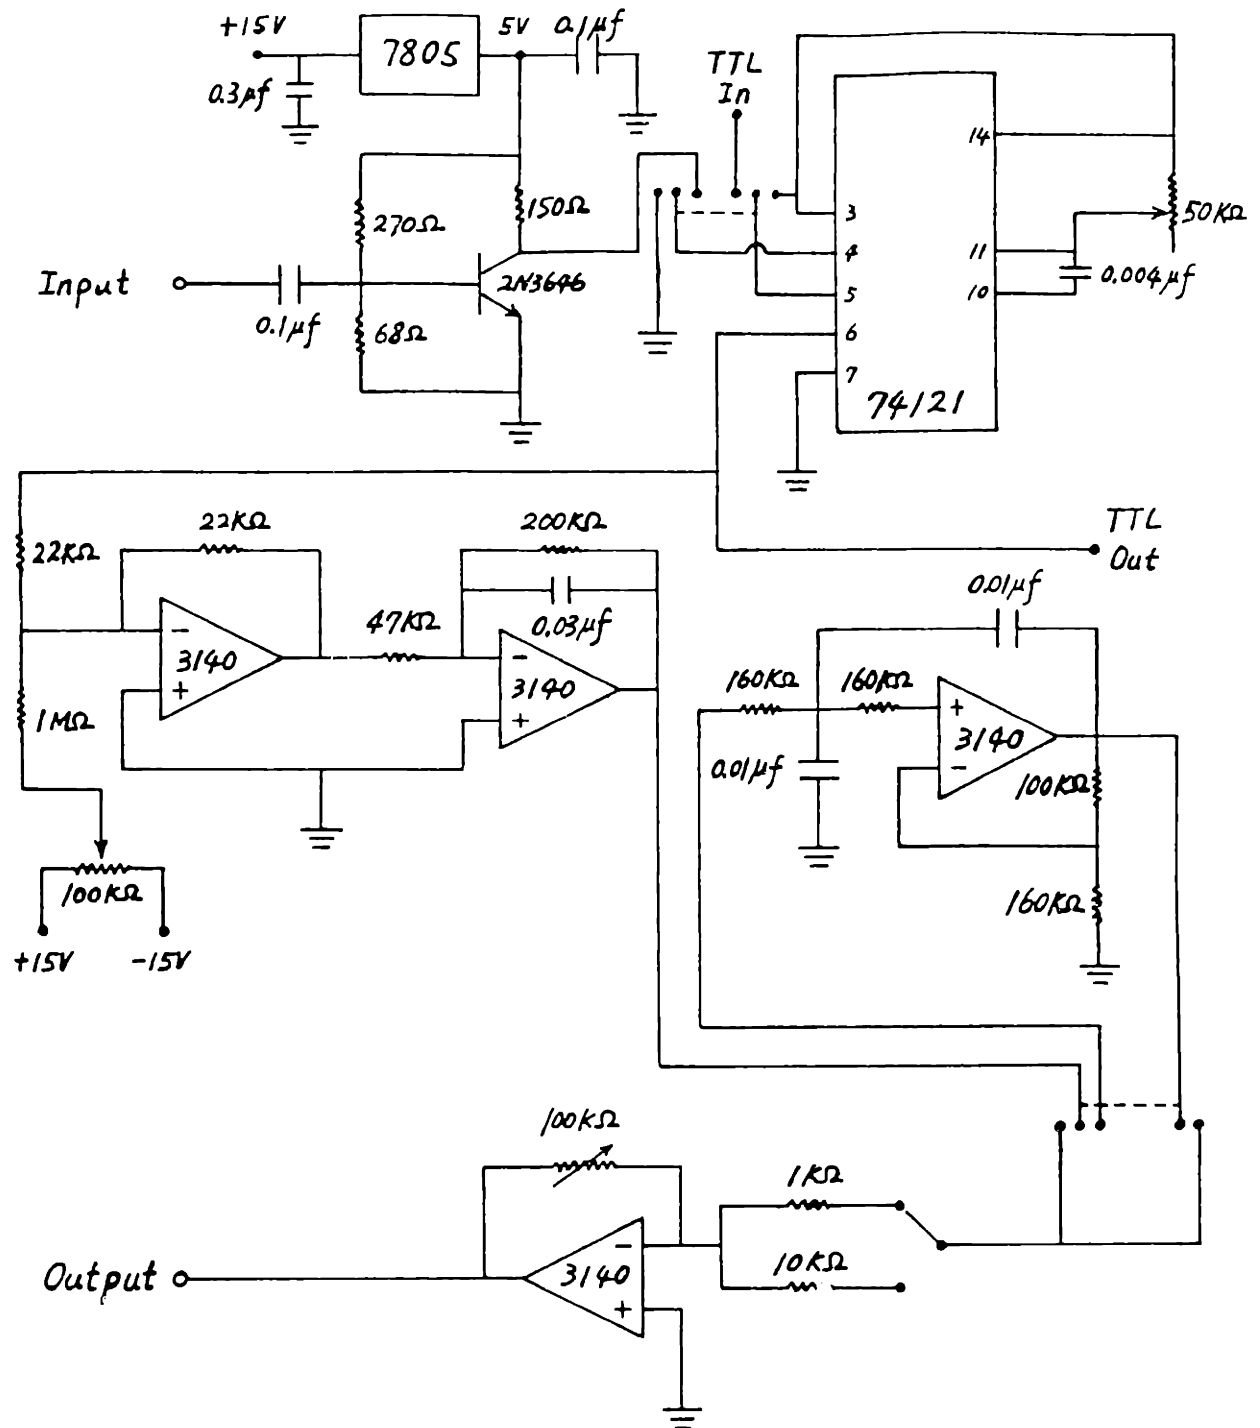 +15V
7805
5V
0.1µf
0.3µf
TTL
In
14
270Ω
150Ω
3
50KΩ
Input
2N3646
4
11
0.004µf
5
10
0.1µf
68Ω
6
7
74121
22KΩ
200KΩ
TTL
Out
22KΩ
47KΩ
0.03µf
0.01µf
−
3140
+
−
3140
+
1MΩ
160KΩ
160KΩ
+
3140
−
0.01µf
100KΩ
100KΩ
160KΩ
+15V
-15V
100KΩ
1KΩ
10KΩ
−
3140
+
Output